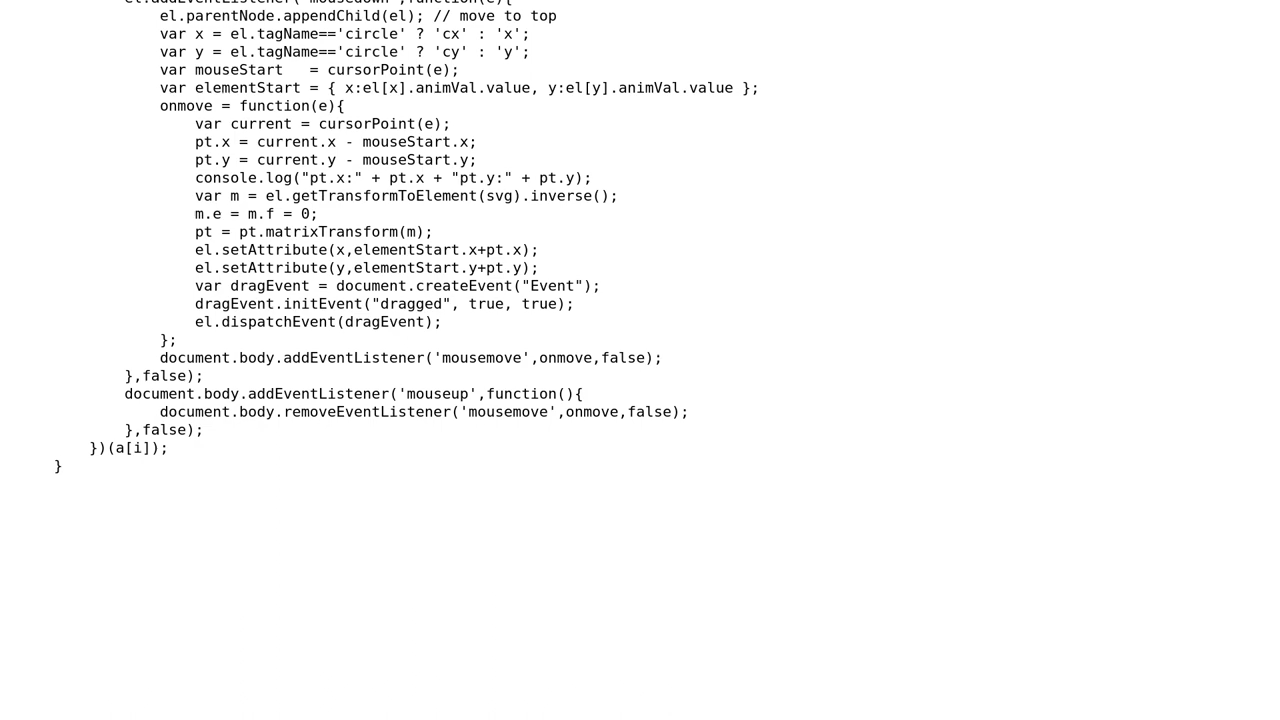 el.addEventListener('mousedown',function(e){
            el.parentNode.appendChild(el); // move to top
            var x = el.tagName=='circle' ? 'cx' : 'x';
            var y = el.tagName=='circle' ? 'cy' : 'y';
            var mouseStart   = cursorPoint(e);
            var elementStart = { x:el[x].animVal.value, y:el[y].animVal.value };
            onmove = function(e){
                var current = cursorPoint(e);
                pt.x = current.x - mouseStart.x;
                pt.y = current.y - mouseStart.y;
                console.log("pt.x:" + pt.x + "pt.y:" + pt.y);
                var m = el.getTransformToElement(svg).inverse();
                m.e = m.f = 0;
                pt = pt.matrixTransform(m);
                el.setAttribute(x,elementStart.x+pt.x);
                el.setAttribute(y,elementStart.y+pt.y);
                var dragEvent = document.createEvent("Event");
                dragEvent.initEvent("dragged", true, true);
                el.dispatchEvent(dragEvent);
            };
            document.body.addEventListener('mousemove',onmove,false);
        },false);
        document.body.addEventListener('mouseup',function(){
            document.body.removeEventListener('mousemove',onmove,false);
        },false);
    })(a[i]);
}